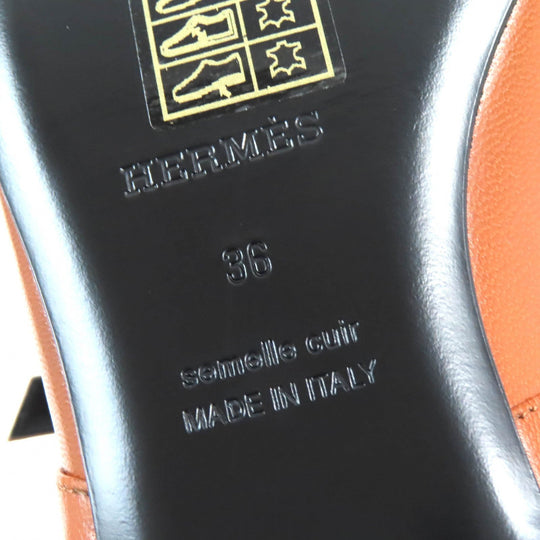 HERMÈS
36
semelle cuir
MADE IN ITALY